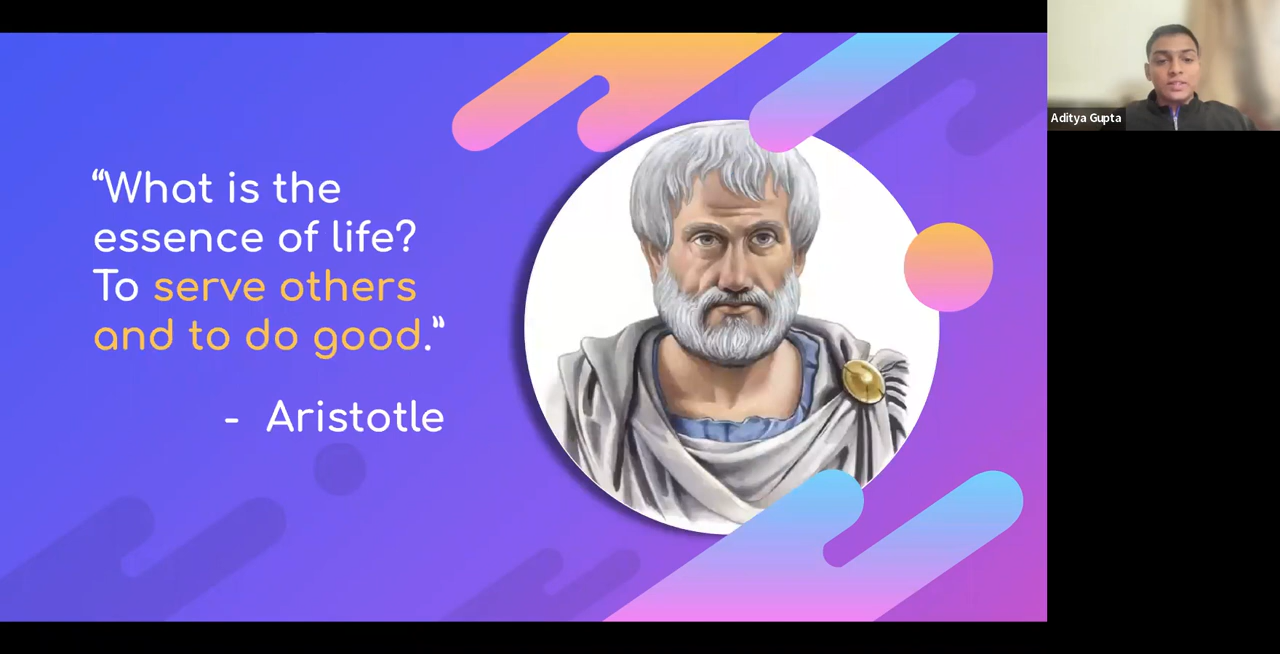 “What is the
essence of life?
To serve others
and to do good.”
- Aristotle
Aditya Gupta